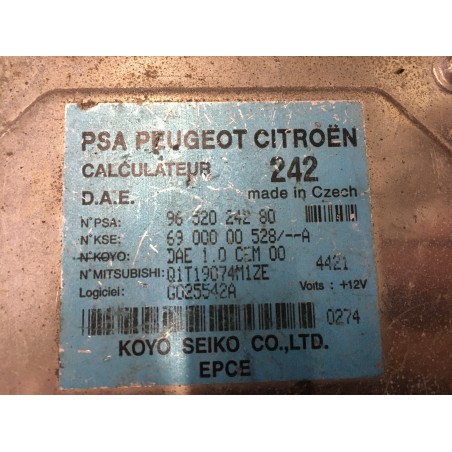 PSA PEUGEOT CITROËN
CALCULATEUR 242
D.A.E. made in Czech
N°PSA: 96 520 242 80
N°KSE: 69 000 00 528/--A
N°KOYO: DAE 1.0 CEM 00
N°MITSUBISHI: Q1T19074M1ZE 4421
Logiciel: G025542A Volts : +12V
0274
KOYO SEIKO CO.,LTD.
EPCE